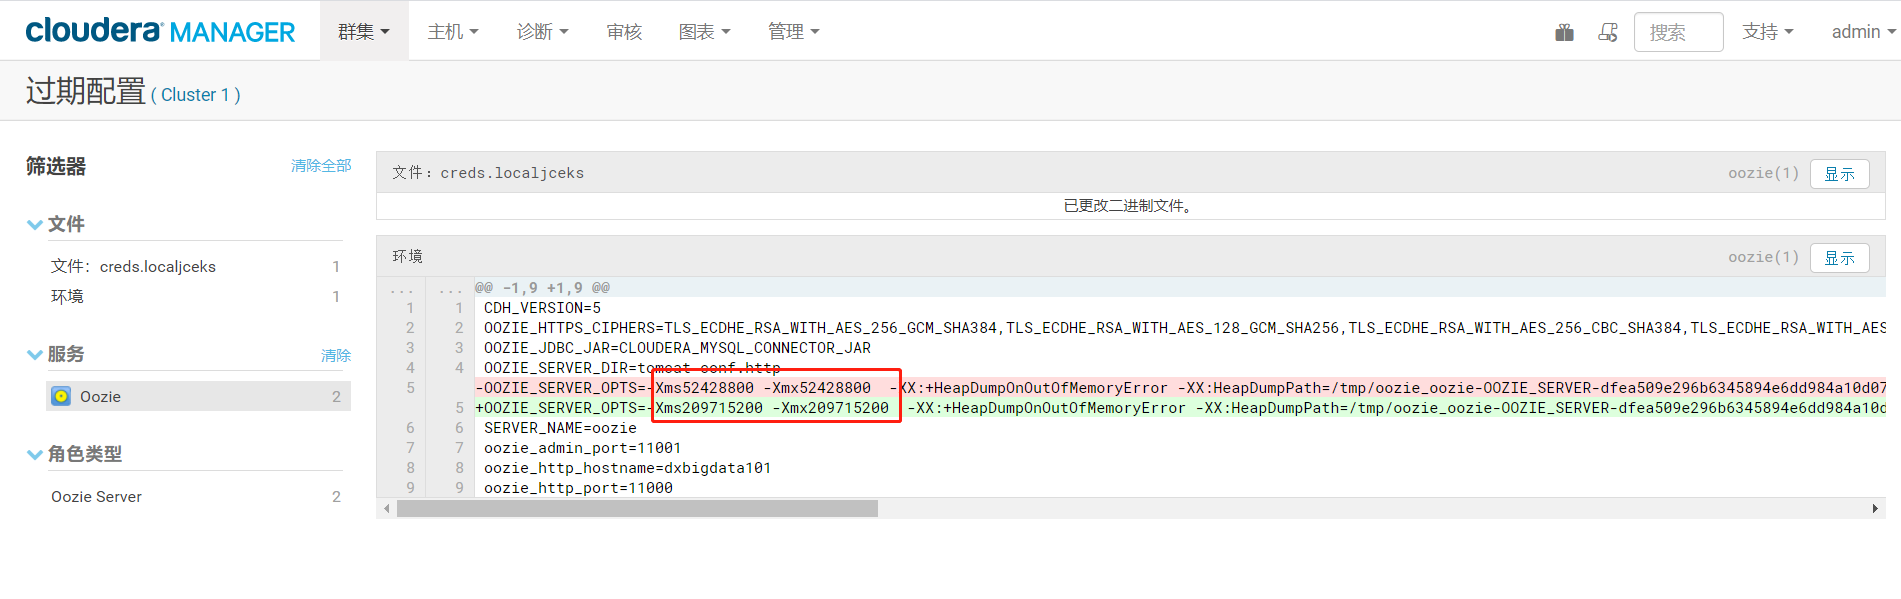 cloudera MANAGER 群集 主机 诊断 审核 图表 管理 搜索 支持 admin
过期配置 ( Cluster 1 )
筛选器 清除全部
文件
文件：creds.localjceks 1
环境 1
服务 清除
Oozie 2
角色类型
Oozie Server 2
文件：creds.localjceks oozie(1) 显示
已更改二进制文件。
环境 oozie(1) 显示
... ... @@ -1,9 +1,9 @@
1 1 CDH_VERSION=5
2 2 OOZIE_HTTPS_CIPHERS=TLS_ECDHE_RSA_WITH_AES_256_GCM_SHA384,TLS_ECDHE_RSA_WITH_AES_128_GCM_SHA256,TLS_ECDHE_RSA_WITH_AES_256_CBC_SHA384,TLS_ECDHE_RSA_WITH_AES
3 3 OOZIE_JDBC_JAR=CLOUDERA_MYSQL_CONNECTOR_JAR
4 4 OOZIE_SERVER_DIR=tomcat-conf.http
5 -OOZIE_SERVER_OPTS=-Xms52428800 -Xmx52428800 -XX:+HeapDumpOnOutOfMemoryError -XX:HeapDumpPath=/tmp/oozie_oozie-OOZIE_SERVER-dfea509e296b6345894e6dd984a10d07
5 +OOZIE_SERVER_OPTS=-Xms209715200 -Xmx209715200 -XX:+HeapDumpOnOutOfMemoryError -XX:HeapDumpPath=/tmp/oozie_oozie-OOZIE_SERVER-dfea509e296b6345894e6dd984a10d
6 6 SERVER_NAME=oozie
7 7 oozie_admin_port=11001
8 8 oozie_http_hostname=dxbigdata101
9 9 oozie_http_port=11000